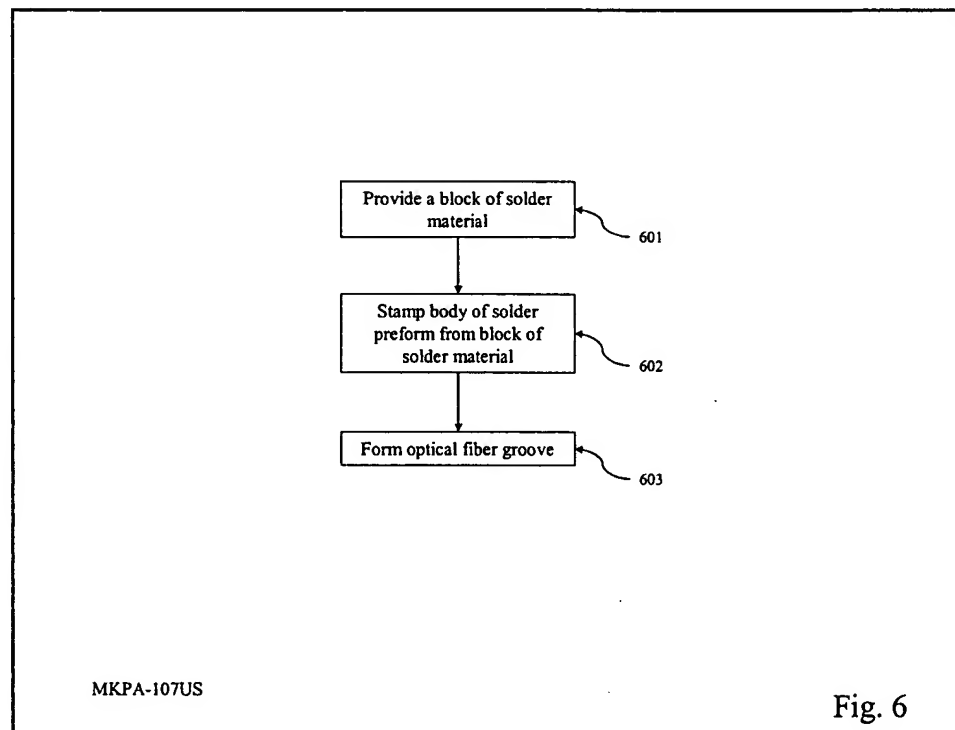 Provide a block of solder
material
601
Stamp body of solder
preform from block of
solder material
602
Form optical fiber groove
603
MKPA-107US
Fig. 6